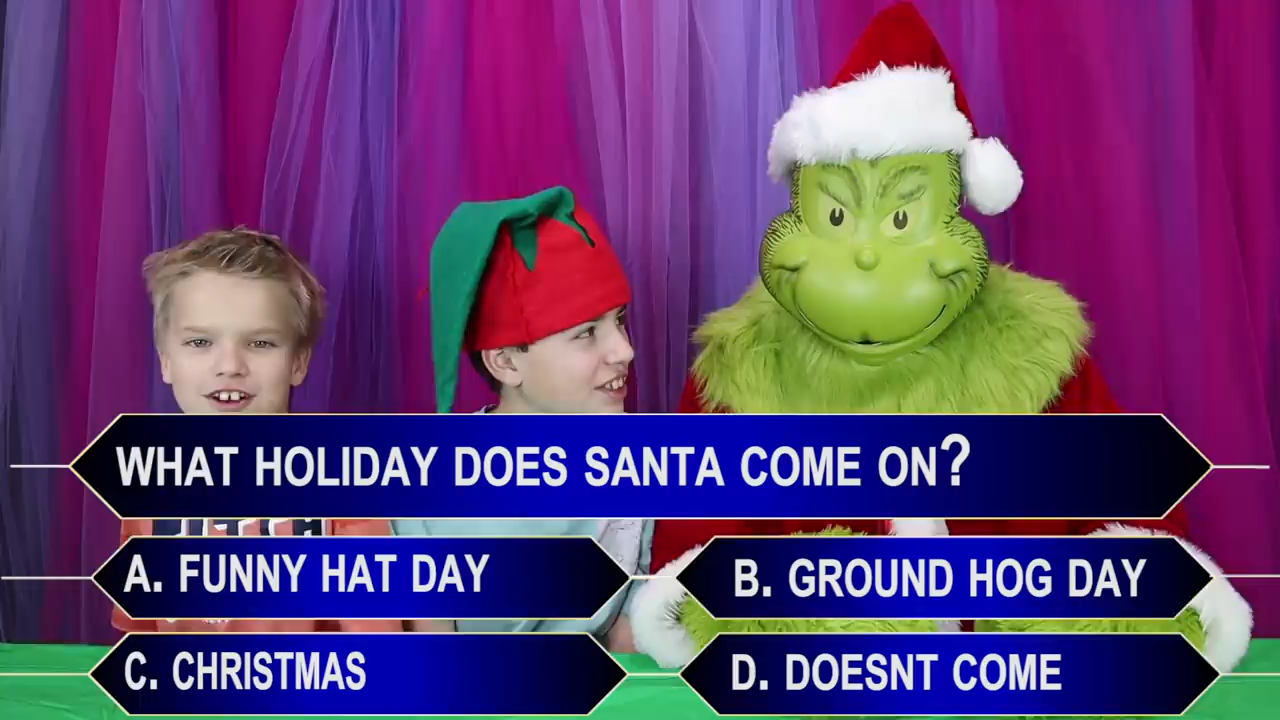 WHAT HOLIDAY DOES SANTA COME ON?
A. FUNNY HAT DAY
B. GROUND HOG DAY
C. CHRISTMAS
D. DOESNT COME